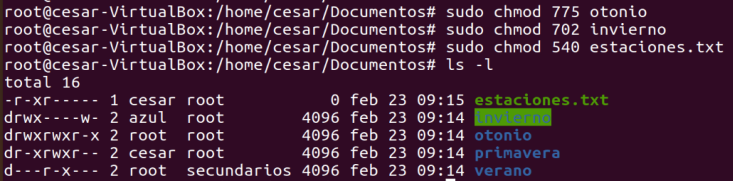 root@cesar-VirtualBox:/home/cesar/Documentos# sudo chmod 775 otonio
root@cesar-VirtualBox:/home/cesar/Documentos# sudo chmod 702 invierno
root@cesar-VirtualBox:/home/cesar/Documentos# sudo chmod 540 estaciones.txt
root@cesar-VirtualBox:/home/cesar/Documentos# ls -l
total 16
-r-xr----- 1 cesar root 0 feb 23 09:15 estaciones.txt
drwx----w- 2 azul root 4096 feb 23 09:14 invierno
drwxrwxr-x 2 root root 4096 feb 23 09:14 otonio
dr-xrwxr-- 2 cesar root 4096 feb 23 09:14 primavera
d---r-x--- 2 root secundarios 4096 feb 23 09:14 verano